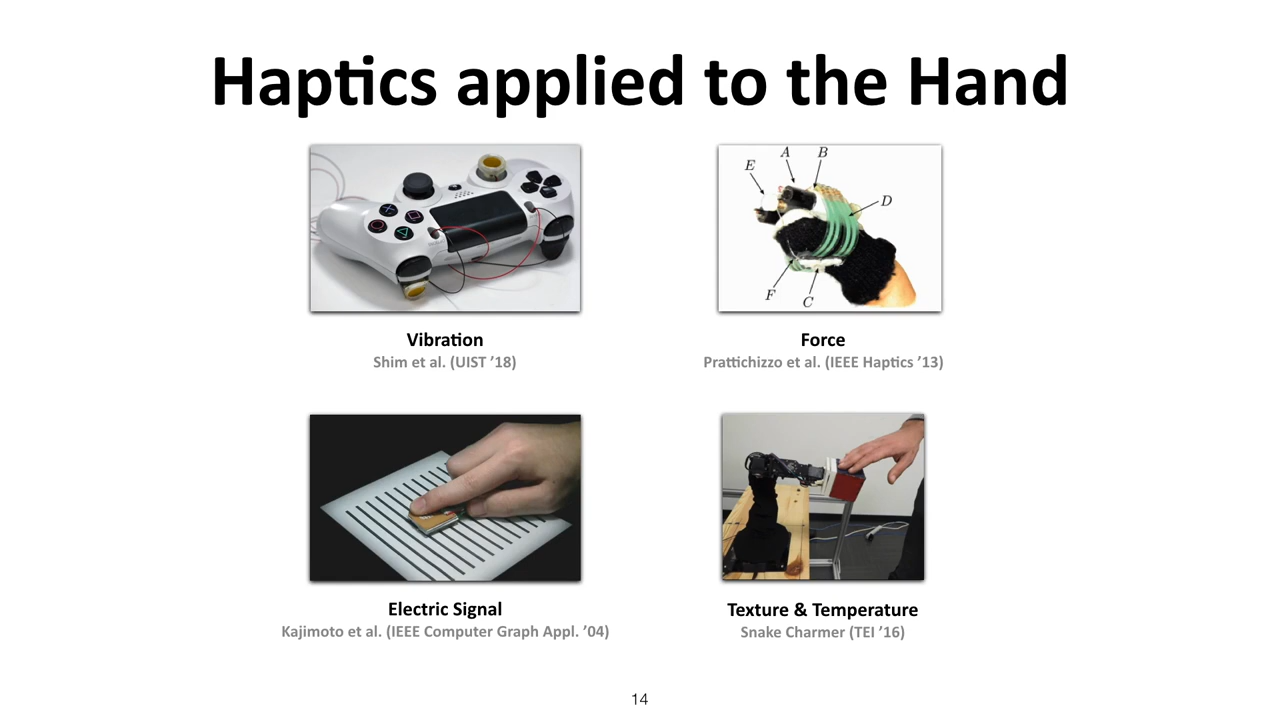 Haptics applied to the Hand
A
B
E
D
F
C
Vibration
Shim et al. (UIST ’18)
Force
Prattichizzo et al. (IEEE Haptics ’13)
Electric Signal
Kajimoto et al. (IEEE Computer Graph Appl. ’04)
Texture & Temperature
Snake Charmer (TEI ’16)
14